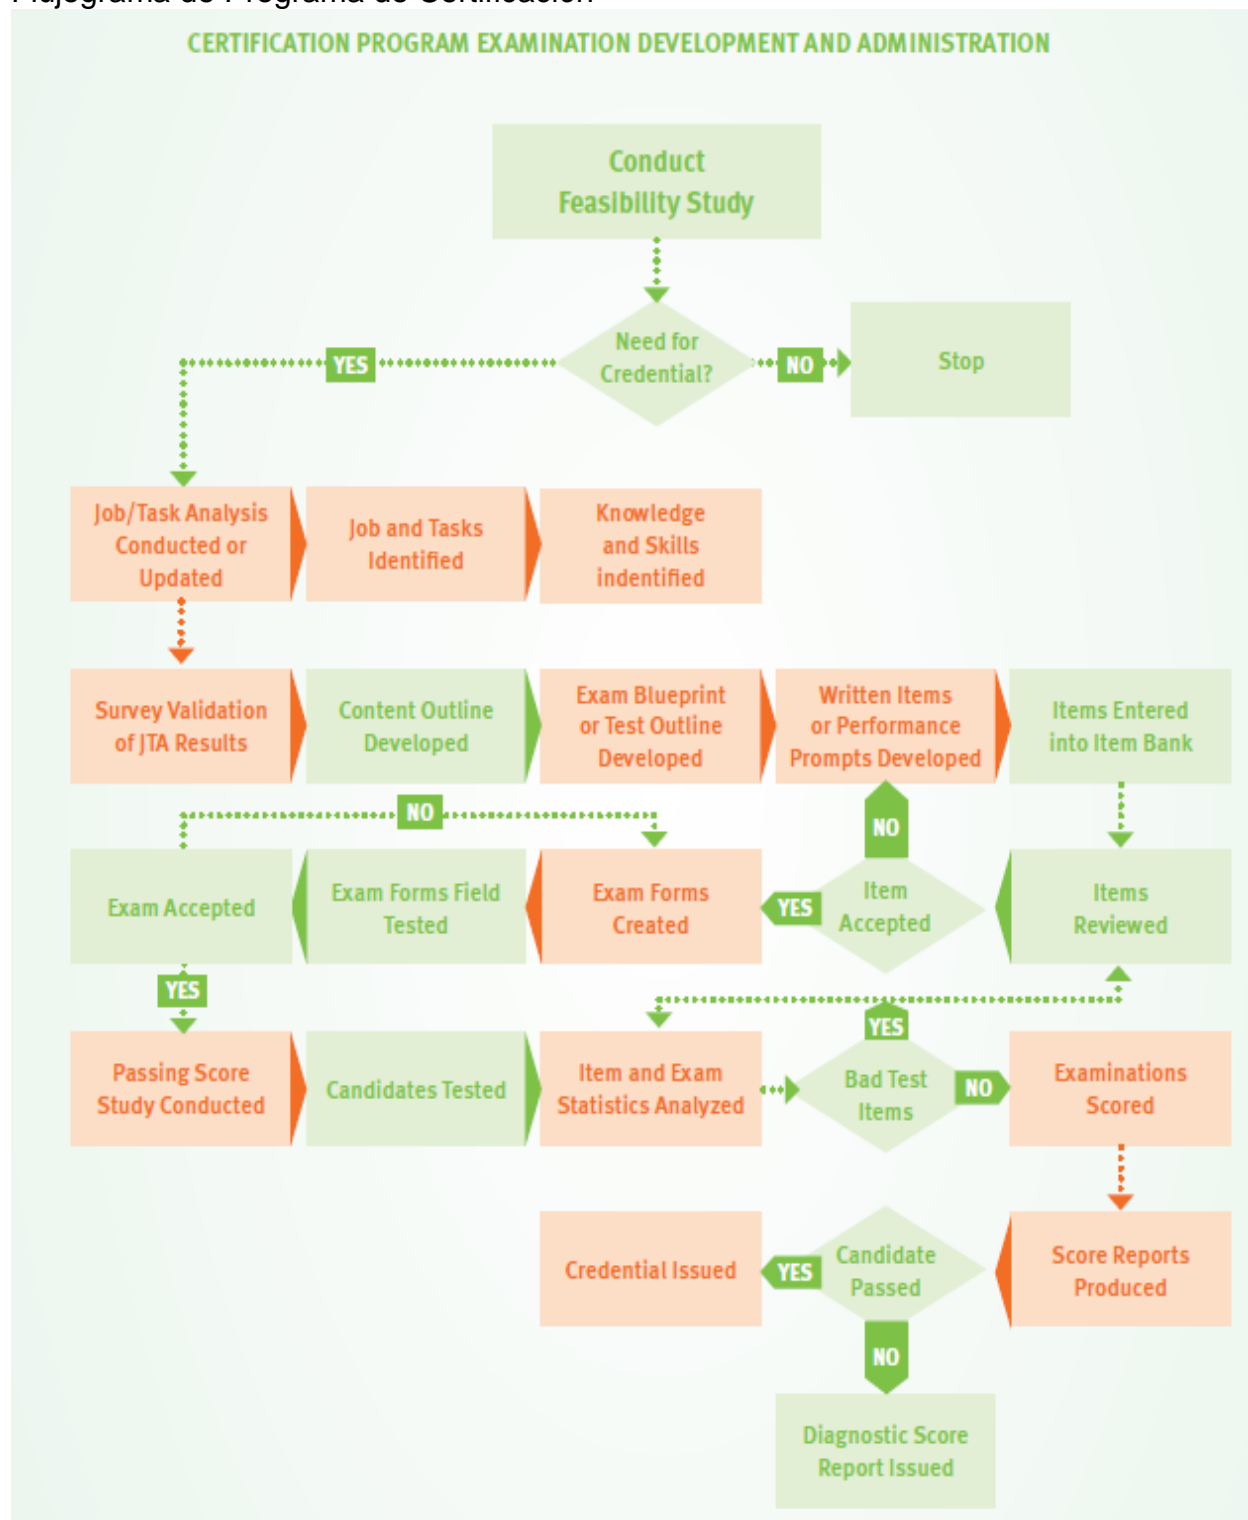 Flujograma de Programa de Certificación
CERTIFICATION PROGRAM EXAMINATION DEVELOPMENT AND ADMINISTRATION
Conduct
Feasibility Study
Need for
Credential?
YES
NO
Stop
Job/Task Analysis
Conducted or
Updated
Job and Tasks
Identified
Knowledge
and Skills
indentified
Survey Validation
of JTA Results
Content Outline
Developed
Exam Blueprint
or Test Outline
Developed
Written Items
or Performance
Prompts Developed
Items Entered
into Item Bank
NO
NO
Exam Accepted
Exam Forms Field
Tested
Exam Forms
Created
YES
Item
Accepted
Items
Reviewed
YES
YES
Passing Score
Study Conducted
Candidates Tested
Item and Exam
Statistics Analyzed
Bad Test
Items
NO
Examinations
Scored
Credential Issued
YES
Candidate
Passed
Score Reports
Produced
NO
Diagnostic Score
Report Issued